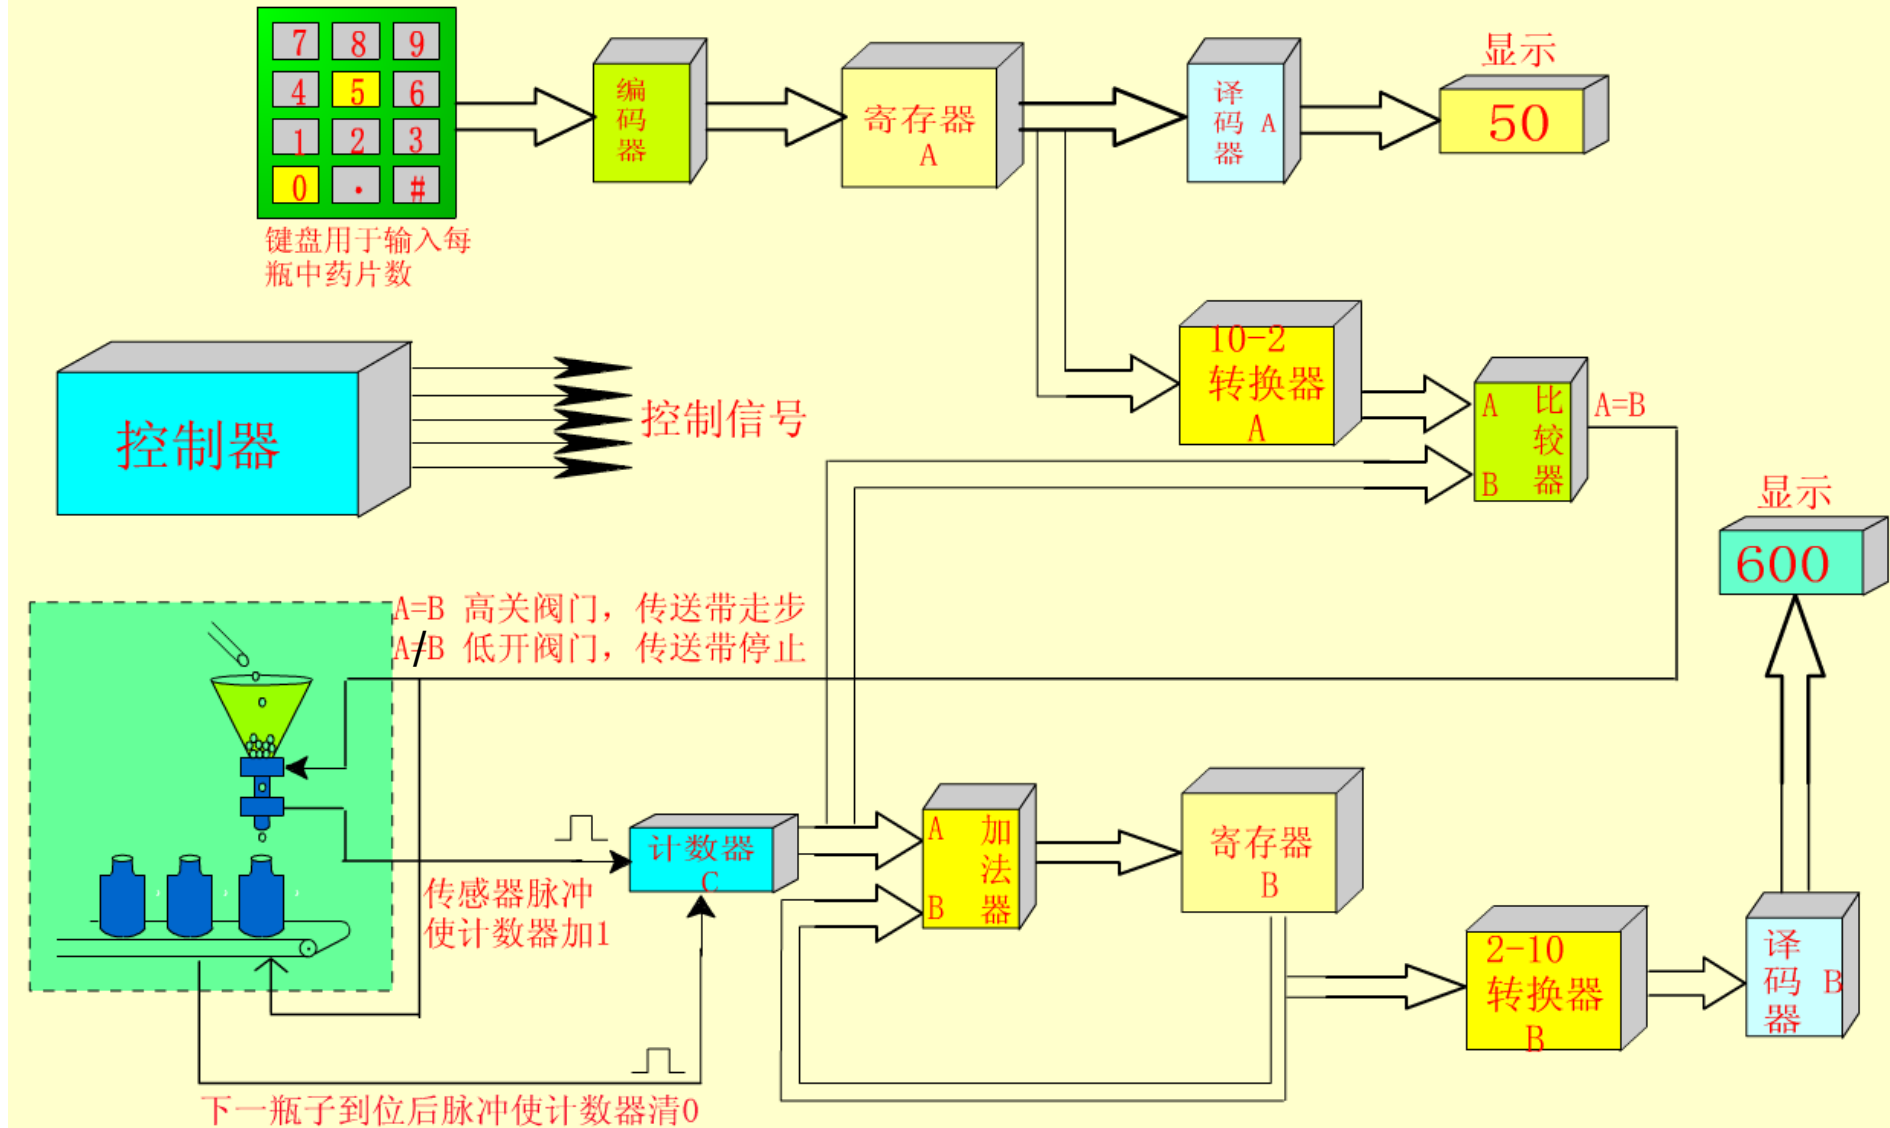 7 8 9
4 5 6
1 2 3
0 · #
键盘用于输入每
瓶中药片数
编
码
器
寄存器
A
译
码 A
器
显示
50
10-2
转换器
A
A 比
较
B 器
A=B
控制器
控制信号
显示
600
A=B 高关阀门，传送带走步
A≠B 低开阀门，传送带停止
计数器
C
传感器脉冲
使计数器加1
A 加
法
B 器
寄存器
B
2-10
转换器
B
译
码 B
器
下一瓶子到位后脉冲使计数器清0